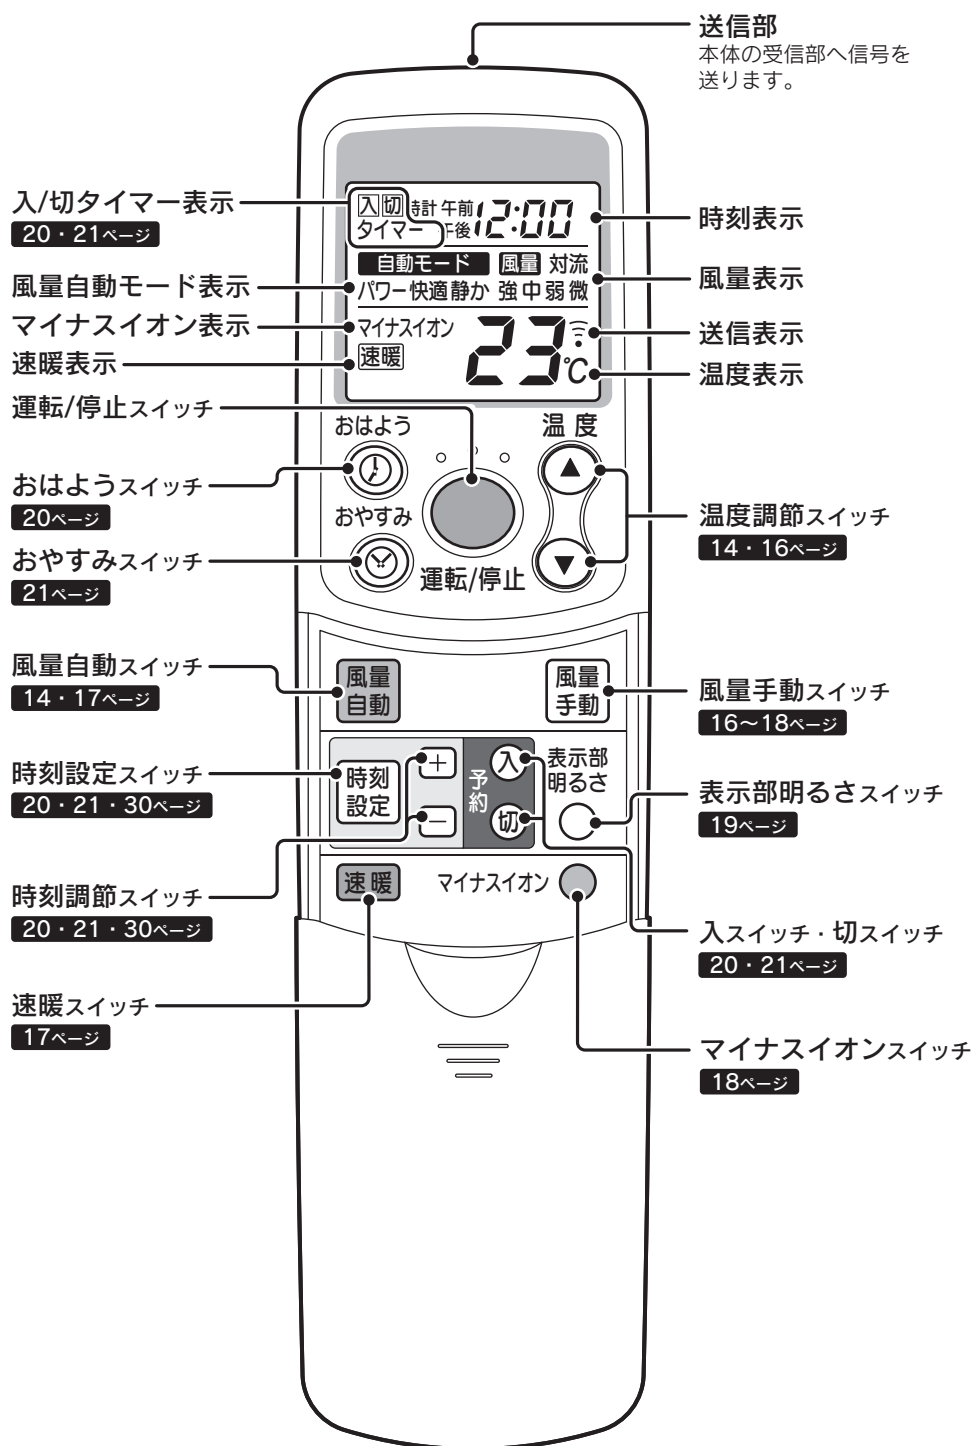 送信部
本体の受信部へ信号を
送ります。
入/切タイマー表示
20・21ページ
風量自動モード表示
マイナスイオン表示
速暖表示
運転/停止スイッチ
おはようスイッチ
20ページ
おやすみスイッチ
21ページ
風量自動スイッチ
14・17ページ
時刻設定スイッチ
20・21・30ページ
時刻調節スイッチ
20・21・30ページ
速暖スイッチ
17ページ
入 切 時計 午前 12:00
タイマー 午後
自動モード 風量 対流
パワー 快適 静か 強 中 弱 微
マイナスイオン 23℃
速暖
おはよう 温度
▲
おやすみ
▼
運転/停止
風量
自動
風量
手動
時刻
設定
+
−
予約
入
切
表示部
明るさ
速暖 マイナスイオン
時刻表示
風量表示
送信表示
温度表示
温度調節スイッチ
14・16ページ
風量手動スイッチ
16〜18ページ
表示部明るさスイッチ
19ページ
入スイッチ・切スイッチ
20・21ページ
マイナスイオンスイッチ
18ページ